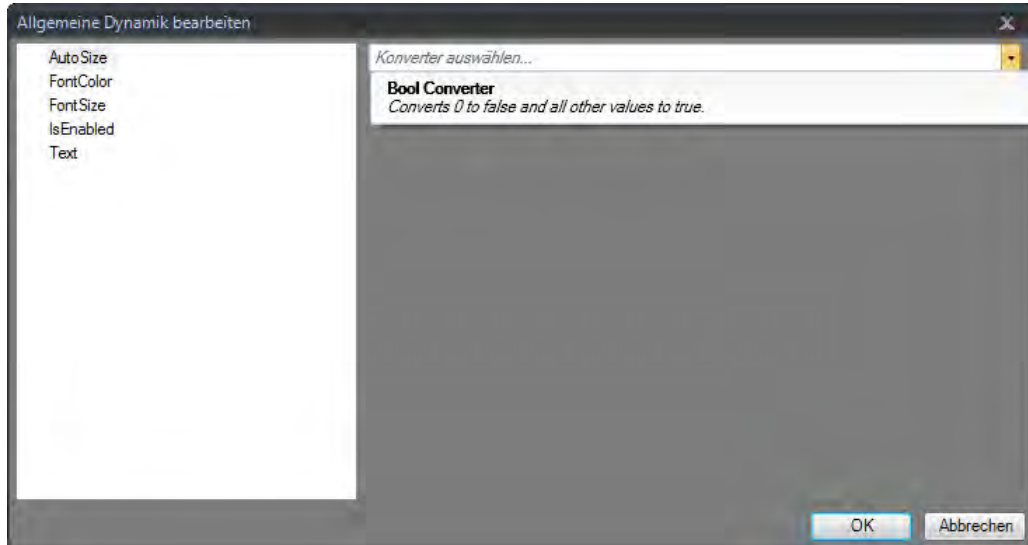 Allgemeine Dynamik bearbeiten
AutoSize
FontColor
FontSize
IsEnabled
Text
Konverter auswählen...
Bool Converter
Converts 0 to false and all other values to true.
OK
Abbrechen